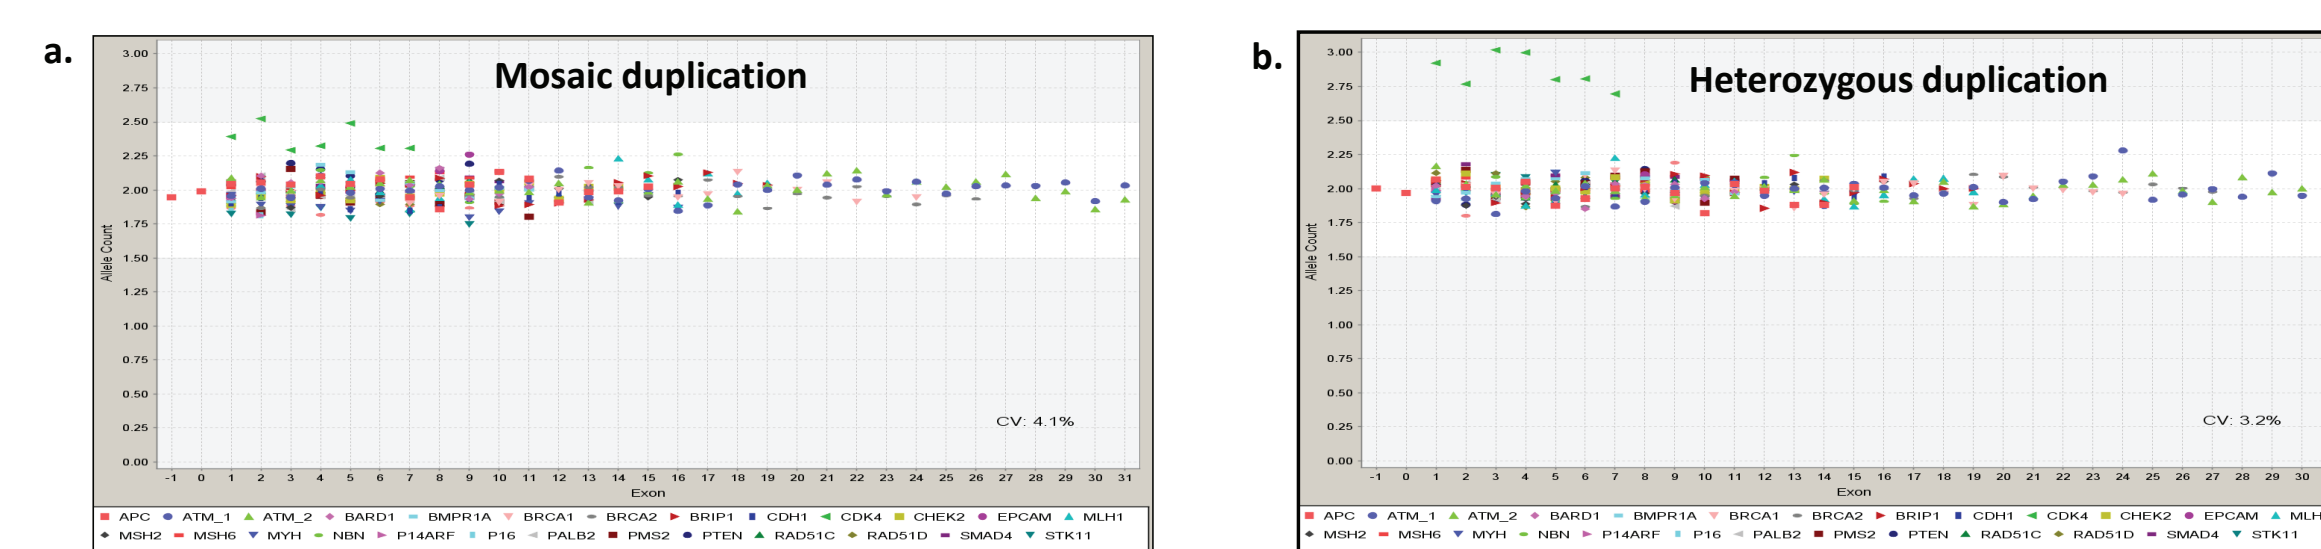 a.
Mosaic duplication
3.00
2.75
2.50
2.25
2.00
1.75
1.50
1.25
1.00
0.75
0.50
0.25
0.00
Allele Count
CV: 4.1%
-1 0 1 2 3 4 5 6 7 8 9 10 11 12 13 14 15 16 17 18 19 20 21 22 23 24 25 26 27 28 29 30 31
Exon
APC ATM_1 ATM_2 BARD1 BMPR1A BRCA1 BRCA2 BRIP1 CDH1 CDK4 CHEK2 EPCAM MLH1
MSH2 MSH6 MYH NBN P14ARF P16 PALB2 PMS2 PTEN RAD51C RAD51D SMAD4 STK11
b.
Heterozygous duplication
3.00
2.75
2.50
2.25
2.00
1.75
1.50
1.25
1.00
0.75
0.50
0.25
0.00
Allele Count
CV: 3.2%
-1 0 1 2 3 4 5 6 7 8 9 10 11 12 13 14 15 16 17 18 19 20 21 22 23 24 25 26 27 28 29 30
Exon
APC ATM_1 ATM_2 BARD1 BMPR1A BRCA1 BRCA2 BRIP1 CDH1 CDK4 CHEK2 EPCAM MLH
MSH2 MSH6 MYH NBN P14ARF P16 PALB2 PMS2 PTEN RAD51C RAD51D SMAD4 STK11